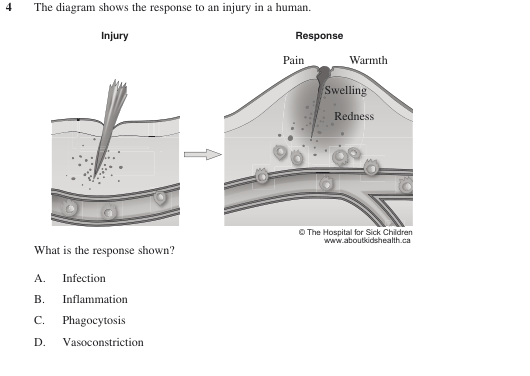 4 The diagram shows the response to an injury in a human.
Injury
Response
Pain Warmth
Swelling
Redness
© The Hospital for Sick Children
www.aboutkidshealth.ca
What is the response shown?
A. Infection
B. Inflammation
C. Phagocytosis
D. Vasoconstriction